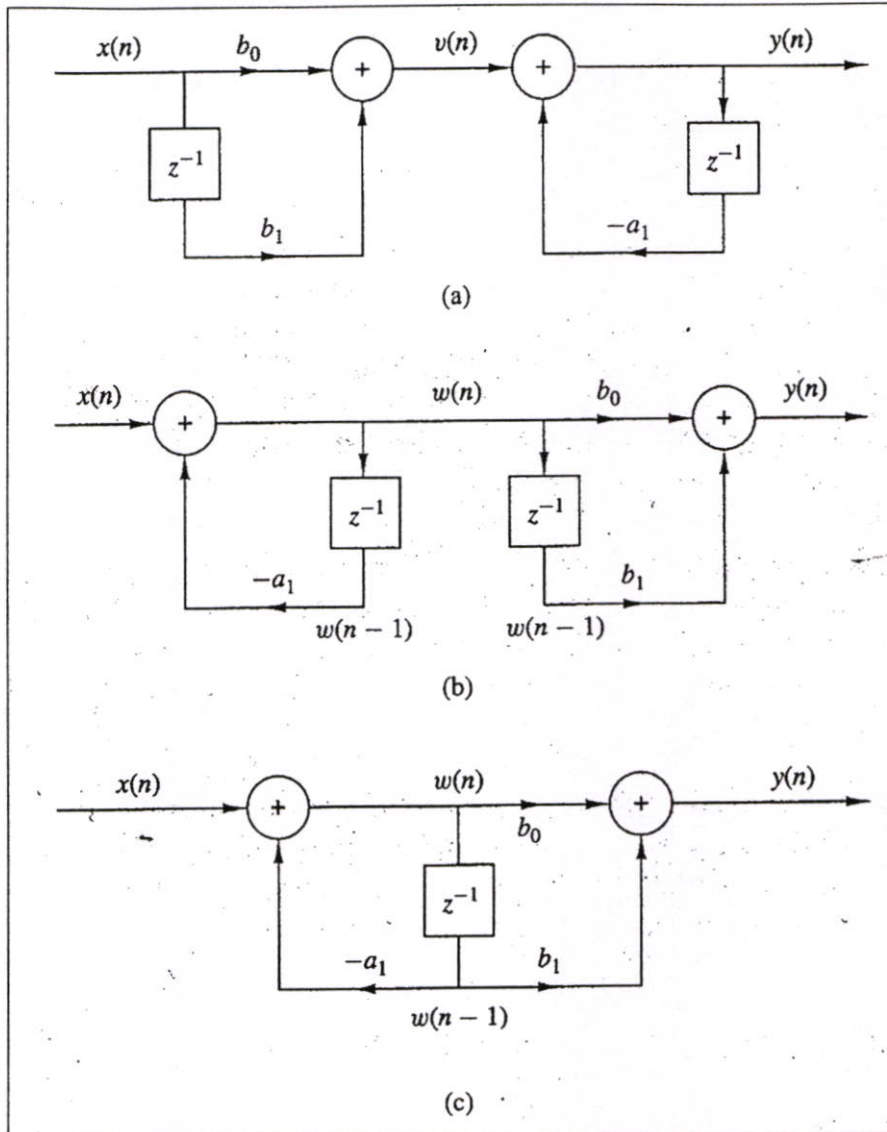 x(n) b₀ + v(n) + y(n)
z⁻¹ z⁻¹
b₁ −a₁
(a)
x(n) + w(n) b₀ + y(n)
z⁻¹ z⁻¹
−a₁ b₁
w(n − 1) w(n − 1)
(b)
x(n) + w(n) + y(n)
b₀
z⁻¹
−a₁ b₁
w(n − 1)
(c)